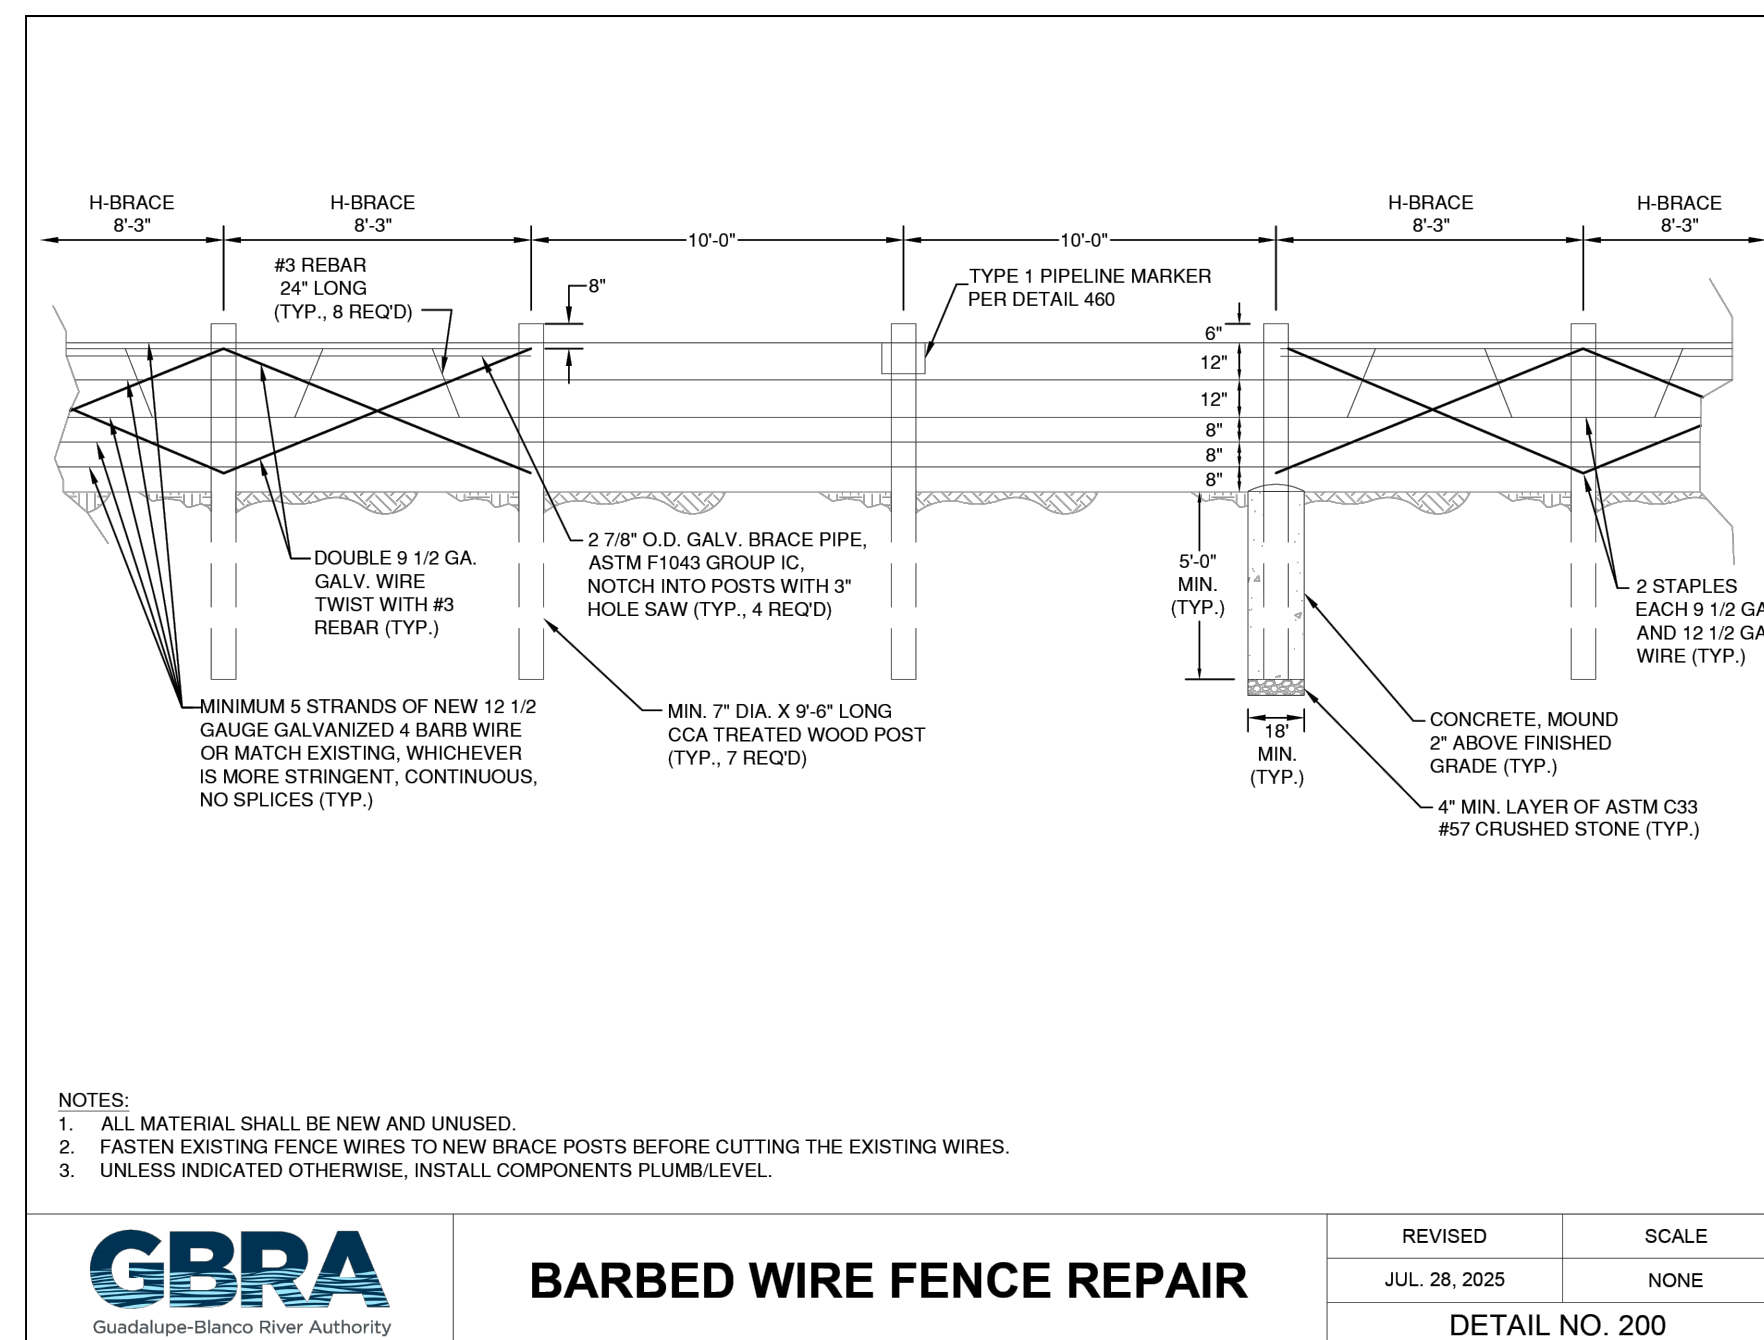 H-BRACE
8'-3"
H-BRACE
8'-3"
10'-0"
10'-0"
H-BRACE
8'-3"
H-BRACE
8'-3"
#3 REBAR
24" LONG
(TYP., 8 REQ'D)
8"
TYPE 1 PIPELINE MARKER
PER DETAIL 460
6"
12"
12"
8"
8"
8"
DOUBLE 9 1/2 GA.
GALV. WIRE
TWIST WITH #3
REBAR (TYP.)
2 7/8" O.D. GALV. BRACE PIPE,
ASTM F1043 GROUP IC,
NOTCH INTO POSTS WITH 3"
HOLE SAW (TYP., 4 REQ'D)
5'-0"
MIN.
(TYP.)
2 STAPLES
EACH 9 1/2 GA
AND 12 1/2 GA
WIRE (TYP.)
MINIMUM 5 STRANDS OF NEW 12 1/2
GAUGE GALVANIZED 4 BARB WIRE
OR MATCH EXISTING, WHICHEVER
IS MORE STRINGENT, CONTINUOUS,
NO SPLICES (TYP.)
MIN. 7" DIA. X 9'-6" LONG
CCA TREATED WOOD POST
(TYP., 7 REQ'D)
18'
MIN.
(TYP.)
CONCRETE, MOUND
2" ABOVE FINISHED
GRADE (TYP.)
4" MIN. LAYER OF ASTM C33
#57 CRUSHED STONE (TYP.)
NOTES:
1. ALL MATERIAL SHALL BE NEW AND UNUSED.
2. FASTEN EXISTING FENCE WIRES TO NEW BRACE POSTS BEFORE CUTTING THE EXISTING WIRES.
3. UNLESS INDICATED OTHERWISE, INSTALL COMPONENTS PLUMB/LEVEL.
GBRA
Guadalupe-Blanco River Authority
BARBED WIRE FENCE REPAIR
REVISED
SCALE
JUL. 28, 2025
NONE
DETAIL NO. 200